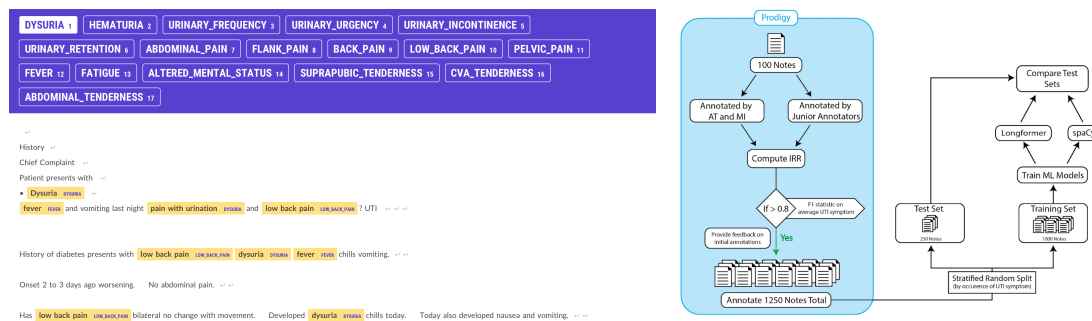 DYSURIA 1 HEMATURIA 2 URINARY_FREQUENCY 3 URINARY_URGENCY 4 URINARY_INCONTINENCE 5
URINARY_RETENTION 6 ABDOMINAL_PAIN 7 FLANK_PAIN 8 BACK_PAIN 9 LOW_BACK_PAIN 10 PELVIC_PAIN 11
FEVER 12 FATIGUE 13 ALTERED_MENTAL_STATUS 14 SUPRAPUBIC_TENDERNESS 15 CVA_TENDERNESS 16
ABDOMINAL_TENDERNESS 17
↵
History ↵
Chief Complaint ↵
Patient presents with ↵
• Dysuria DYSURIA ↵
fever FEVER and vomiting last night pain with urination DYSURIA and low back pain LOW_BACK_PAIN ? UTI ↵
History of diabetes presents with low back pain LOW_BACK_PAIN dysuria DYSURIA fever FEVER chills vomiting. ↵ ↵
Onset 2 to 3 days ago worsening. No abdominal pain. ↵ ↵
Has low back pain LOW_BACK_PAIN bilateral no change with movement. Developed dysuria DYSURIA chills today. Today also developed nausea and vomiting. ↵ ↵
Prodigy
100 Notes
Annotated by
AT and MI
Annotated by
Junior Annotators
Compute IRR
If > 0.8
F1 statistic on
average UTI symptom
Provide feedback on
initial annotations
Yes
Annotate 1250 Notes Total
Compare Test
Sets
Longformer
spaC
Train ML Models
Test Set
250 Notes
Training Set
1000 Notes
Stratified Random Split
(by occurence of UTI symptom)